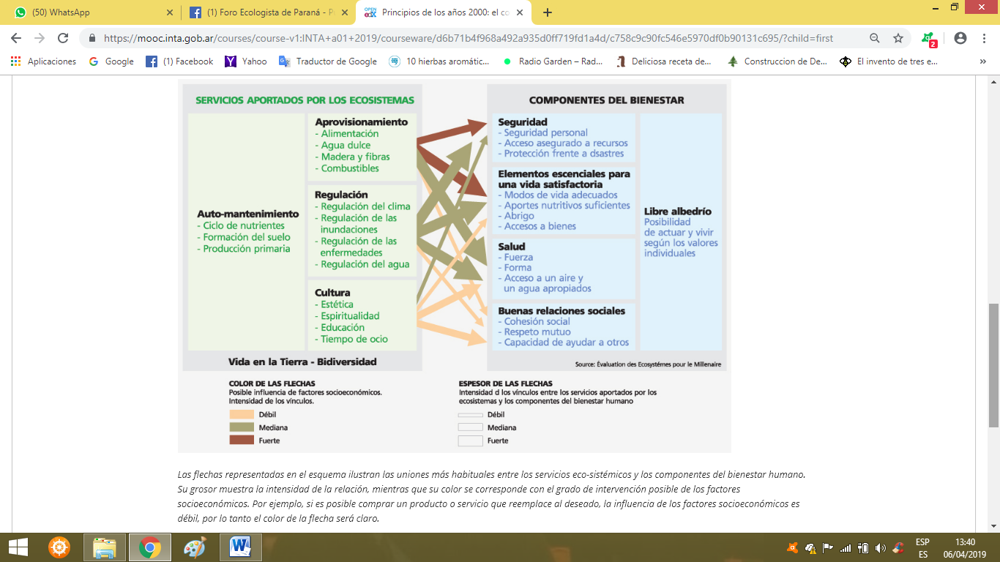 (50) WhatsApp
(1) Foro Ecologista de Paraná - P
Principios de los años 2000: el co
https://mooc.inta.gob.ar/courses/course-v1:INTA+a01+2019/courseware/d6b71b4f968a492a935d0ff719fd1a4d/c758c9c90fc546e5970df0b90131c695/?child=first
2
Aplicaciones
Google
(1) Facebook
Yahoo
Traductor de Google
10 hierbas aromátic...
Radio Garden – Rad...
Deliciosa receta de...
Construccion de De...
El invento de tres e...
»
SERVICIOS APORTADOS POR LOS ECOSISTEMAS
Auto-mantenimiento
- Ciclo de nutrientes
- Formación del suelo
- Producción primaria
Aprovisionamiento
- Alimentación
- Agua dulce
- Madera y fibras
- Combustibles
Regulación
- Regulación del clima
- Regulación de las
inundaciones
- Regulación de las
enfermedades
- Regulación del agua
Cultura
- Estética
- Espiritualidad
- Educación
- Tiempo de ocio
Vida en la Tierra - Bidiversidad
COMPONENTES DEL BIENESTAR
Seguridad
- Seguridad personal
- Acceso asegurado a recursos
- Protección frente a dsastres
Elementos escenciales para
una vida satisfactoria
- Modos de vida adecuados
- Aportes nutritivos suficientes
- Abrigo
- Accesos a bienes
Salud
- Fuerza
- Forma
- Acceso a un aire y
un agua apropiados
Buenas relaciones sociales
- Cohesión social
- Respeto mutuo
- Capacidad de ayudar a otros
Libre albedrío
Posibilidad
de actuar y vivir
según los valores
individuales
Source: Évaluation des Ecosystémes pour le Millenaire
COLOR DE LAS FLECHAS
Posible influencia de factores socioeconómicos.
Intensidad de los vínculos.
Débil
Mediana
Fuerte
ESPESOR DE LAS FLECHAS
Intensidad d los vínculos entre los servicios aportados por los
ecosistemas y los componentes del bienestar humano
Débil
Mediana
Fuerte
Las flechas representadas en el esquema ilustran las uniones más habituales entre los servicios eco-sistémicos y los componentes del bienestar humano.
Su grosor muestra la intensidad de la relación, mientras que su color se corresponde con el grado de intervención posible de los factores
socioeconómicos. Por ejemplo, si es posible comprar un producto o servicio que reemplace al deseado, la influencia de los factores socioeconómicos es
débil, por lo tanto el color de la flecha será claro.
ESP
ES
13:40
06/04/2019